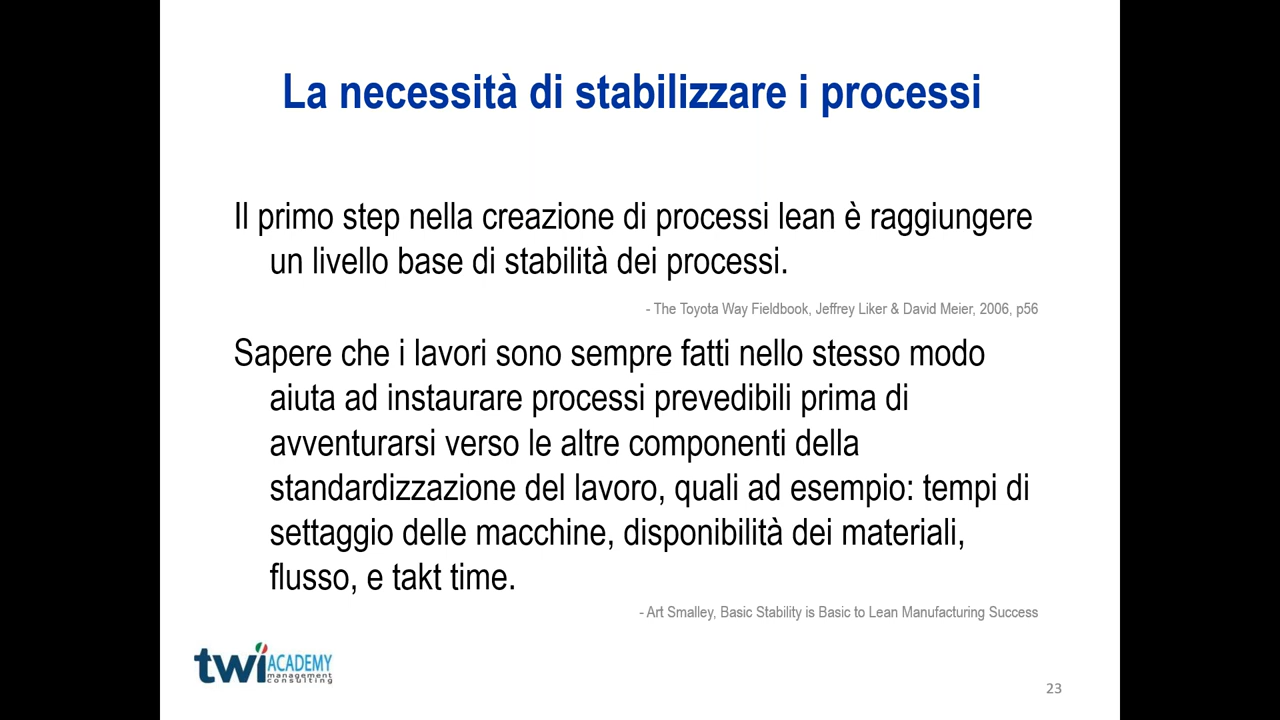 La necessità di stabilizzare i processi
Il primo step nella creazione di processi lean è raggiungere
un livello base di stabilità dei processi.
- The Toyota Way Fieldbook, Jeffrey Liker & David Meier, 2006, p56
Sapere che i lavori sono sempre fatti nello stesso modo
aiuta ad instaurare processi prevedibili prima di
avventurarsi verso le altre componenti della
standardizzazione del lavoro, quali ad esempio: tempi di
settaggio delle macchine, disponibilità dei materiali,
flusso, e takt time.
- Art Smalley, Basic Stability is Basic to Lean Manufacturing Success
twi ACADEMY
management
consulting
23